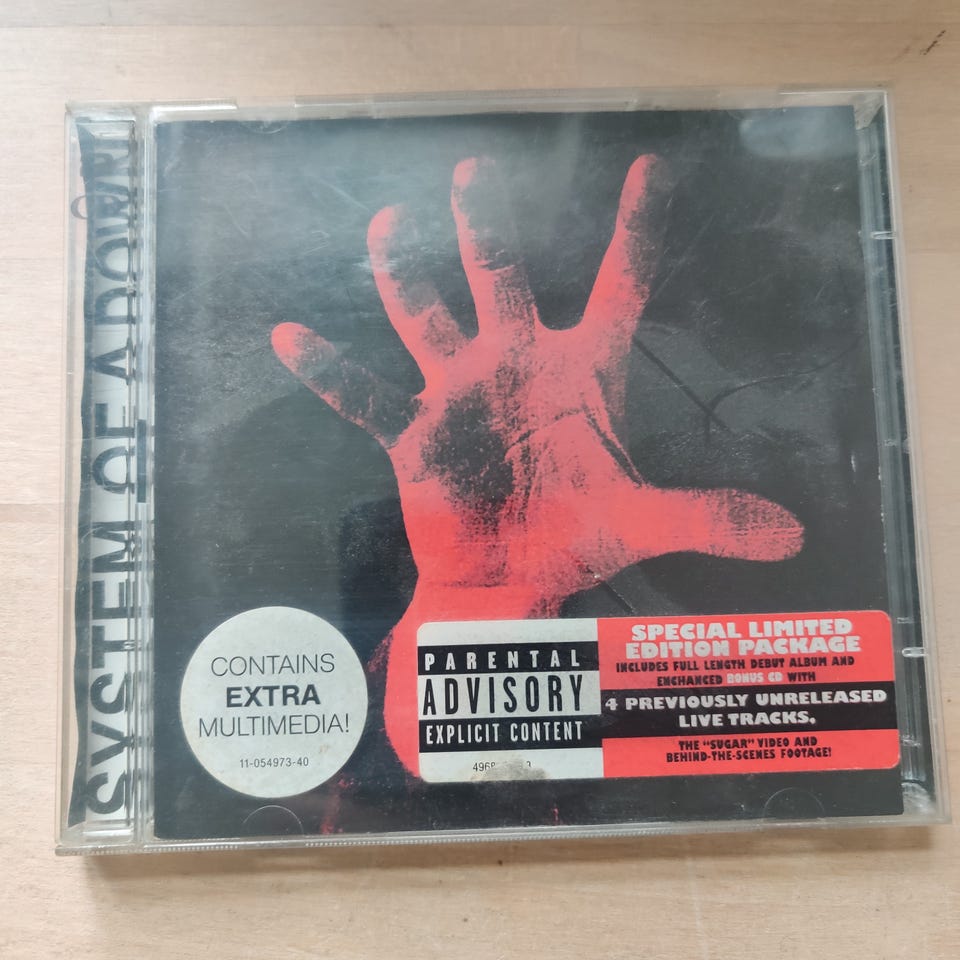 SYSTEM OF A DOWN
CONTAINS
EXTRA
MULTIMEDIA!
11-054973-40
PARENTAL
ADVISORY
EXPLICIT CONTENT
SPECIAL LIMITED
EDITION PACKAGE
INCLUDES FULL LENGTH DEBUT ALBUM AND
ENCHANCED BONUS CD WITH
4 PREVIOUSLY UNRELEASED
LIVE TRACKS.
THE "SUGAR" VIDEO AND
BEHIND-THE-SCENES FOOTAGE!